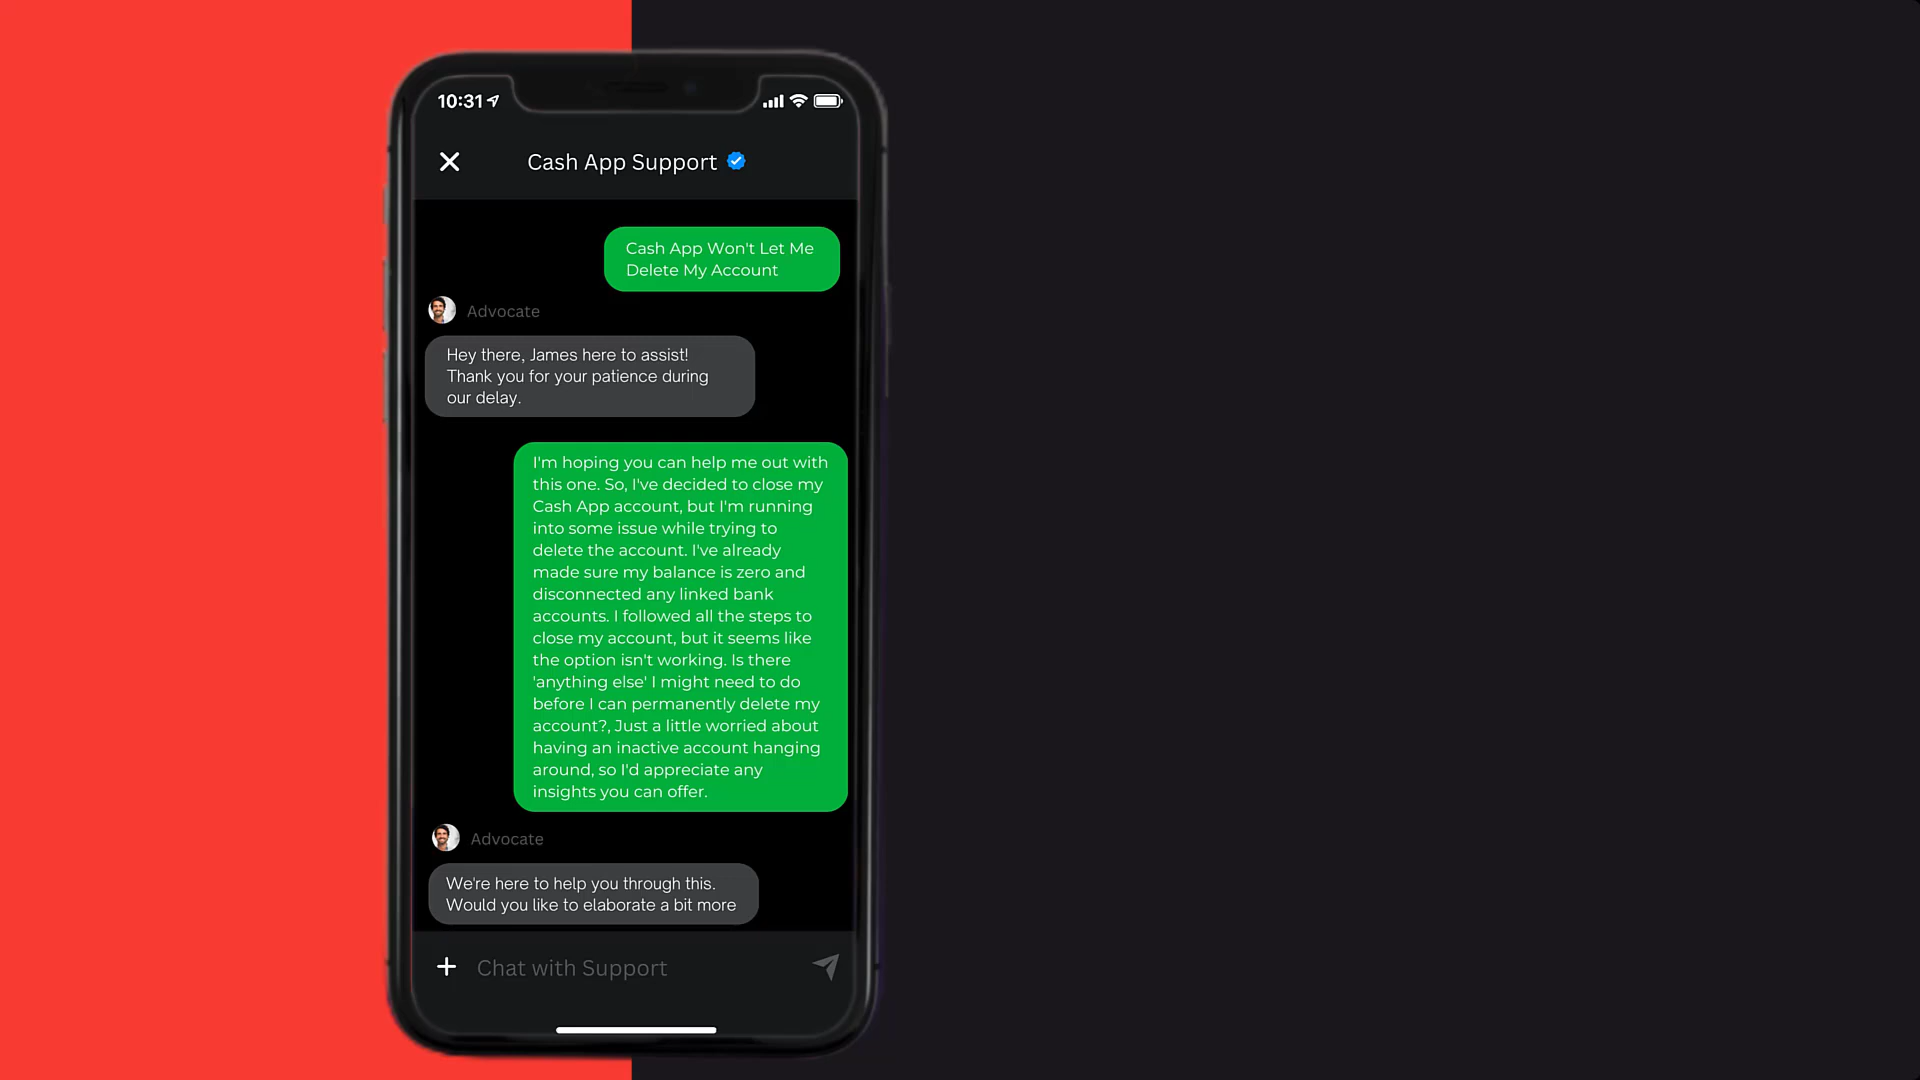 10:31
Cash App Support
Cash App Won't Let Me
Delete My Account
Advocate
Hey there, James here to assist!
Thank you for your patience during
our delay.
I'm hoping you can help me out with
this one. So, I've decided to close my
Cash App account, but I'm running
into some issue while trying to
delete the account. I've already
made sure my balance is zero and
disconnected any linked bank
accounts. I followed all the steps to
close my account, but it seems like
the option isn't working. Is there
'anything else' I might need to do
before I can permanently delete my
account?, Just a little worried about
having an inactive account hanging
around, so I'd appreciate any
insights you can offer.
Advocate
We're here to help you through this.
Would you like to elaborate a bit more
Chat with Support